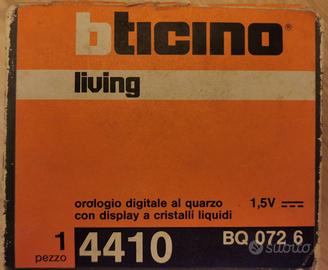 bticino®
living
orologio digitale al quarzo 1,5V
con display a cristalli liquidi
1 4410 BQ 072 6
pezzo
subito